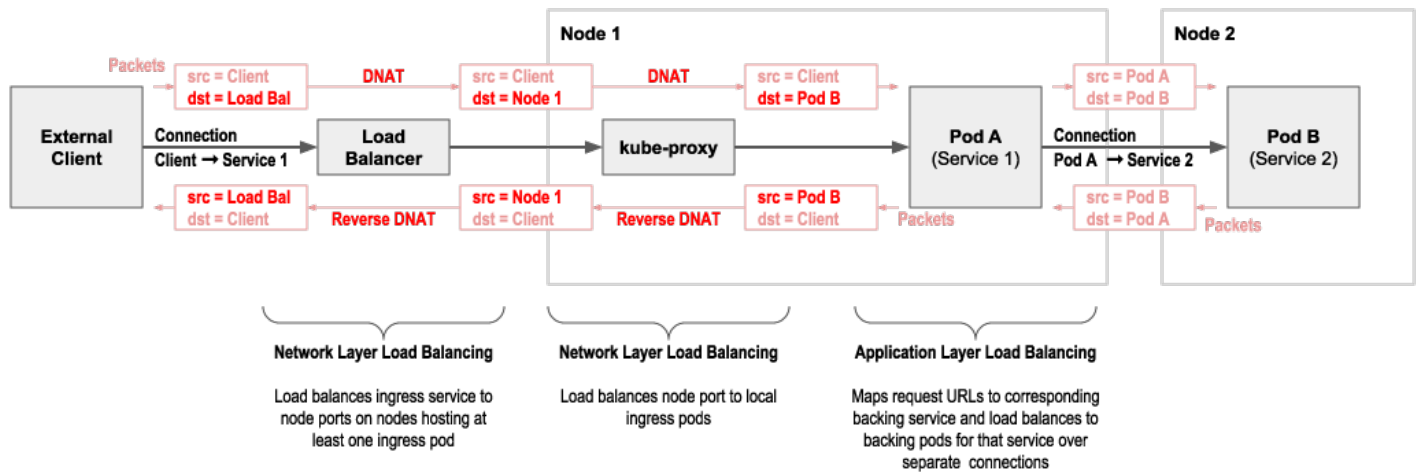 Node 1
Node 2
Packets
src = Client
dst = Load Bal
DNAT
src = Client
dst = Node 1
DNAT
src = Client
dst = Pod B
src = Pod A
dst = Pod B
External
Client
Connection
Client → Service 1
Load
Balancer
kube-proxy
Pod A
(Service 1)
Connection
Pod A → Service 2
Pod B
(Service 2)
src = Load Bal
dst = Client
Reverse DNAT
src = Node 1
dst = Client
Reverse DNAT
src = Pod B
dst = Client
Packets
src = Pod B
dst = Pod A
Packets
Network Layer Load Balancing
Load balances ingress service to
node ports on nodes hosting at
least one ingress pod
Network Layer Load Balancing
Load balances node port to local
ingress pods
Application Layer Load Balancing
Maps request URLs to corresponding
backing service and load balances to
backing pods for that service over
separate connections